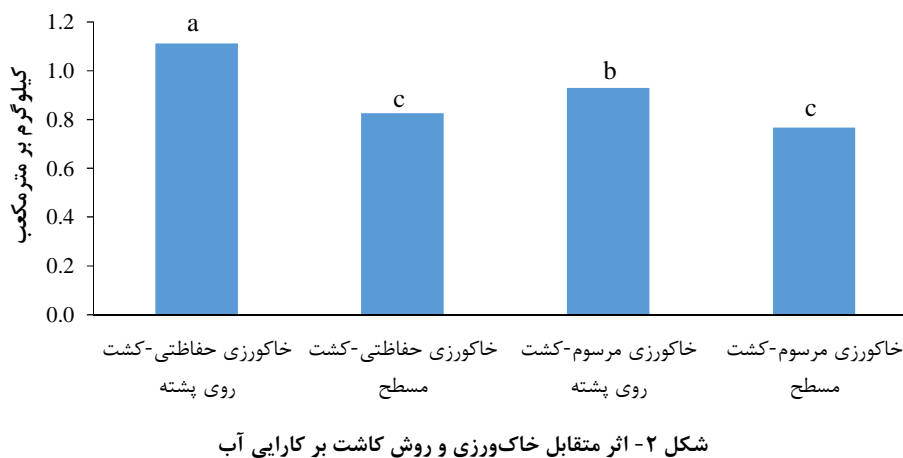 1.2
1.0
0.8
0.6
0.4
0.2
0.0
کیلوگرم بر مترمکعب
a
c
b
c
خاکورزی حفاظتی-کشت
روی پشته
خاکورزی حفاظتی-کشت
مسطح
خاکورزی مرسوم-کشت
روی پشته
خاکورزی مرسوم-کشت
مسطح
شکل ۲- اثر متقابل خاک‌ورزی و روش کاشت بر کارایی آب